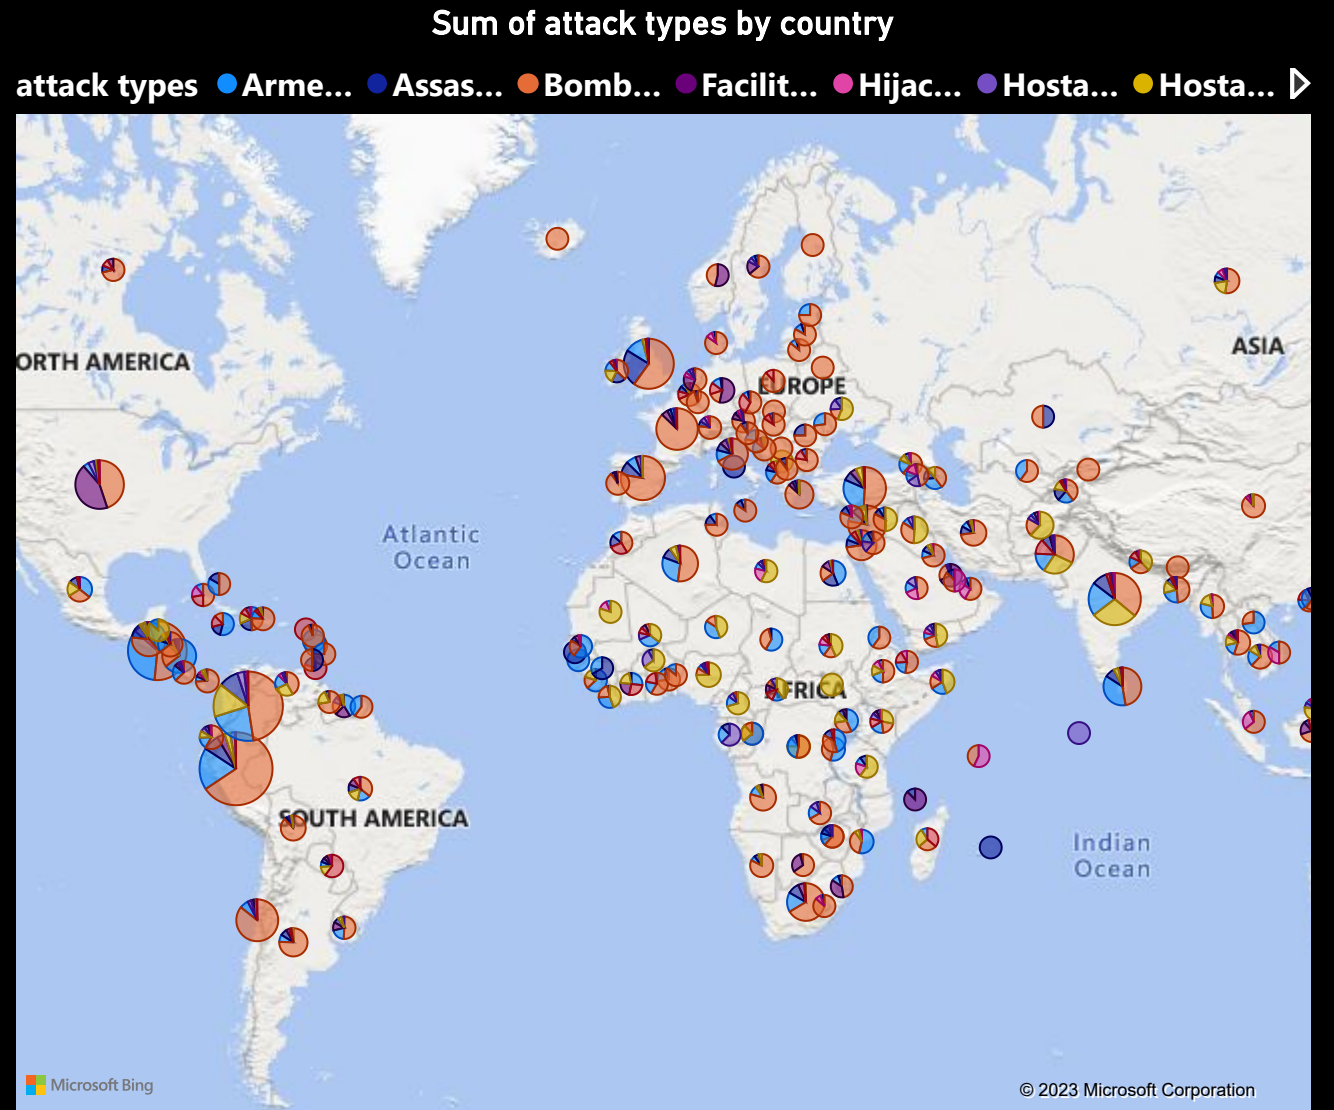 Sum of attack types by country
attack types Arme... Assas... Bomb... Facilit... Hijac... Hosta... Hosta...
ASIA
ORTH AMERICA
EUROPE
Atlantic
Ocean
FRICA
SOUTH AMERICA
Indian
Ocean
Microsoft Bing
© 2023 Microsoft Corporation